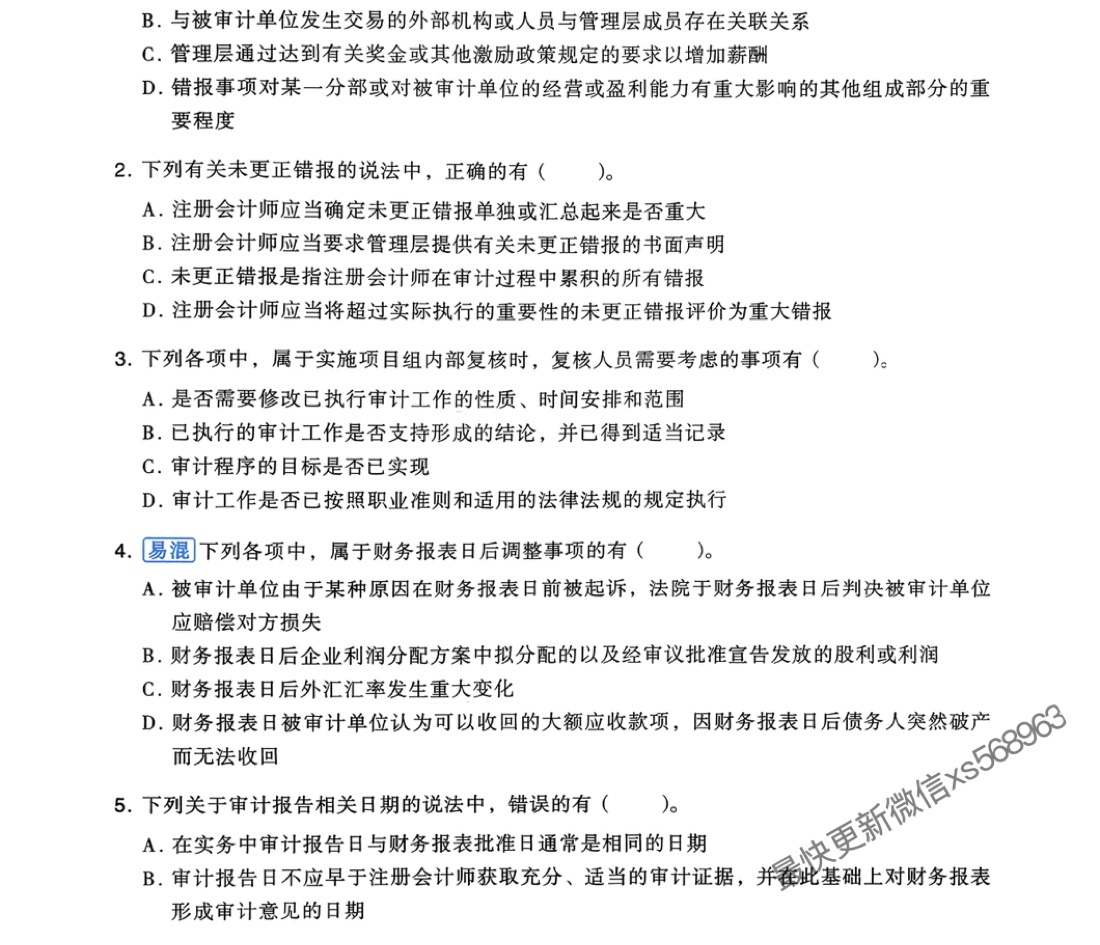 B. 与被审计单位发生交易的外部机构或人员与管理层成员存在关联关系
C. 管理层通过达到有关奖金或其他激励政策规定的要求以增加薪酬
D. 错报事项对某一分部或对被审计单位的经营或盈利能力有重大影响的其他组成部分的重
要程度
2. 下列有关未更正错报的说法中，正确的有（　　）。
A. 注册会计师应当确定未更正错报单独或汇总起来是否重大
B. 注册会计师应当要求管理层提供有关未更正错报的书面声明
C. 未更正错报是指注册会计师在审计过程中累积的所有错报
D. 注册会计师应当将超过实际执行的重要性的未更正错报评价为重大错报
3. 下列各项中，属于实施项目组内部复核时，复核人员需要考虑的事项有（　　）。
A. 是否需要修改已执行审计工作的性质、时间安排和范围
B. 已执行的审计工作是否支持形成的结论，并已得到适当记录
C. 审计程序的目标是否已实现
D. 审计工作是否已按照职业准则和适用的法律法规的规定执行
4. 易混 下列各项中，属于财务报表日后调整事项的有（　　）。
A. 被审计单位由于某种原因在财务报表日前被起诉，法院于财务报表日后判决被审计单位
应赔偿对方损失
B. 财务报表日后企业利润分配方案中拟分配的以及经审议批准宣告发放的股利或利润
C. 财务报表日后外汇汇率发生重大变化
D. 财务报表日被审计单位认为可以收回的大额应收款项，因财务报表日后债务人突然破产
而无法收回
5. 下列关于审计报告相关日期的说法中，错误的有（　　）。
A. 在实务中审计报告日与财务报表批准日通常是相同的日期
B. 审计报告日不应早于注册会计师获取充分、适当的审计证据，并在此基础上对财务报表
形成审计意见的日期
最快更新微信xs568963